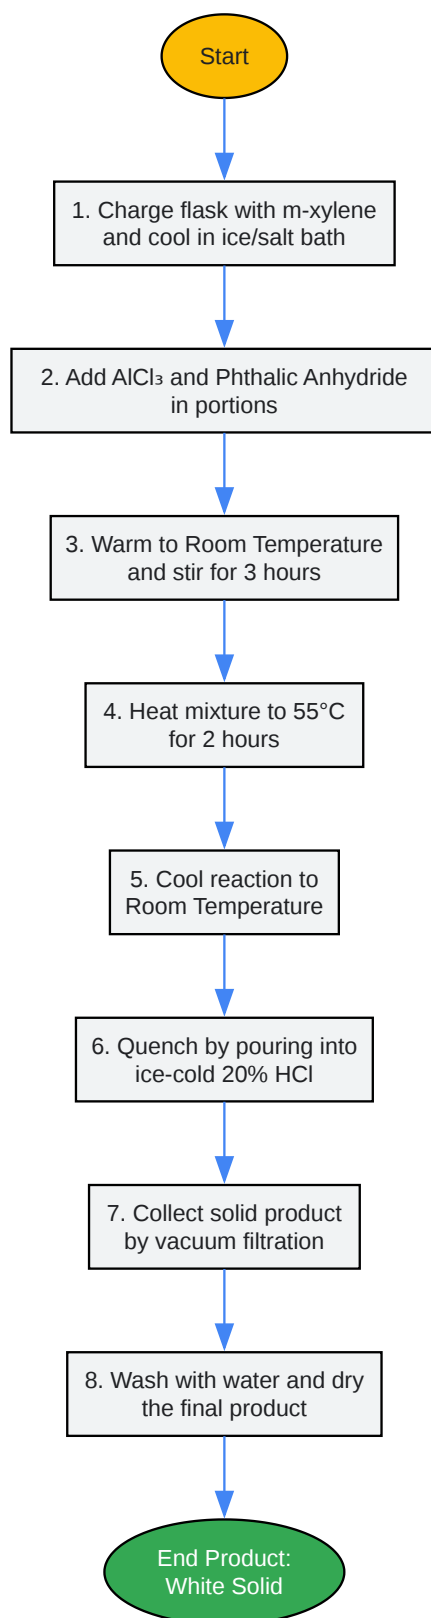 Start
1. Charge flask with m-xylene
and cool in ice/salt bath
2. Add AlCl₃ and Phthalic Anhydride
in portions
3. Warm to Room Temperature
and stir for 3 hours
4. Heat mixture to 55°C
for 2 hours
5. Cool reaction to
Room Temperature
6. Quench by pouring into
ice-cold 20% HCl
7. Collect solid product
by vacuum filtration
8. Wash with water and dry
the final product
End Product:
White Solid